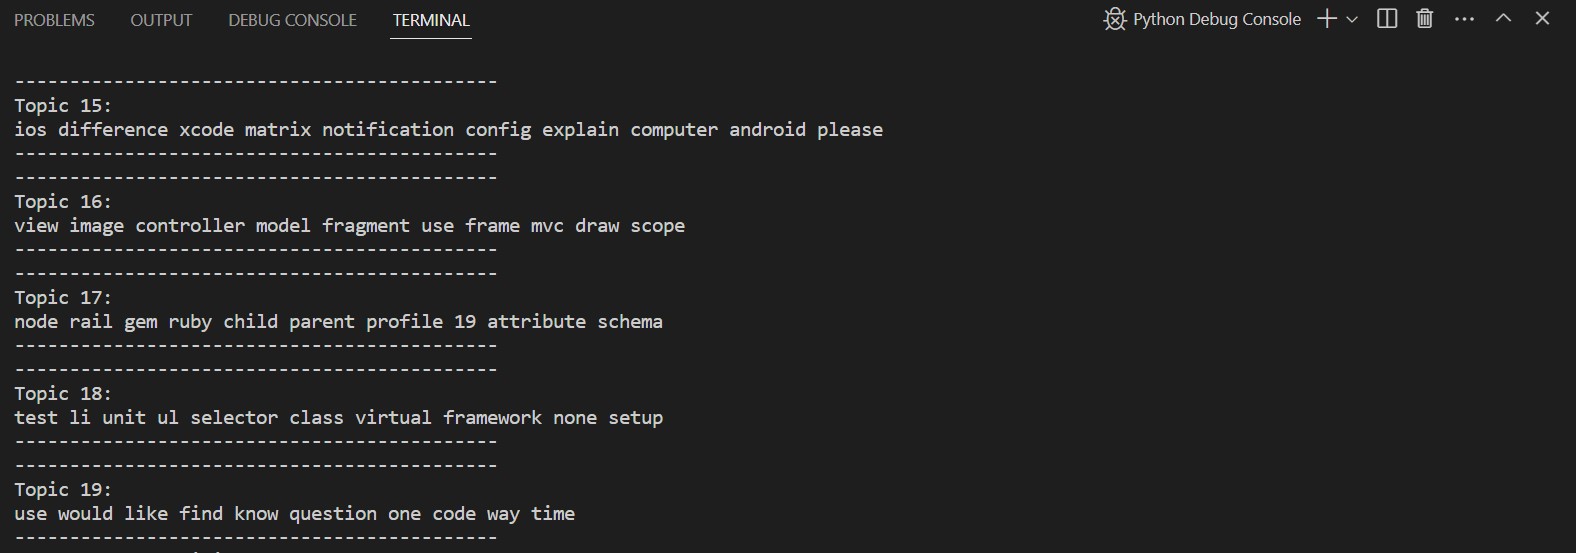 PROBLEMS OUTPUT DEBUG CONSOLE TERMINAL Python Debug Console
--------------------------------------------
Topic 15:
ios difference xcode matrix notification config explain computer android please
--------------------------------------------
--------------------------------------------
Topic 16:
view image controller model fragment use frame mvc draw scope
--------------------------------------------
--------------------------------------------
Topic 17:
node rail gem ruby child parent profile 19 attribute schema
--------------------------------------------
--------------------------------------------
Topic 18:
test li unit ul selector class virtual framework none setup
--------------------------------------------
--------------------------------------------
Topic 19:
use would like find know question one code way time
--------------------------------------------